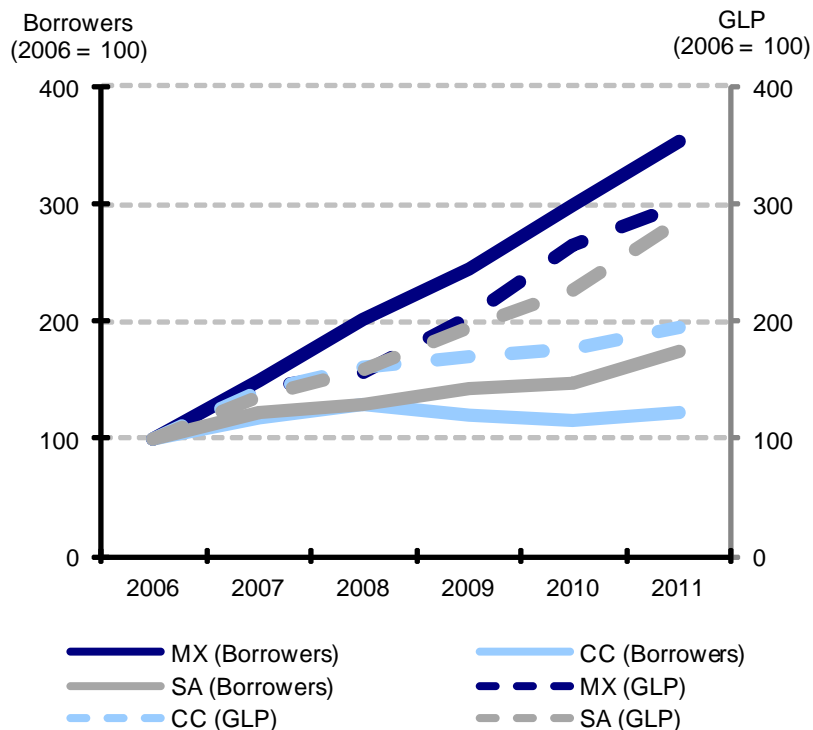 Borrowers
(2006 = 100)
GLP
(2006 = 100)
400
300
200
100
0
400
300
200
100
0
2006 2007 2008 2009 2010 2011
MX (Borrowers) CC (Borrowers)
SA (Borrowers) MX (GLP)
CC (GLP) SA (GLP)